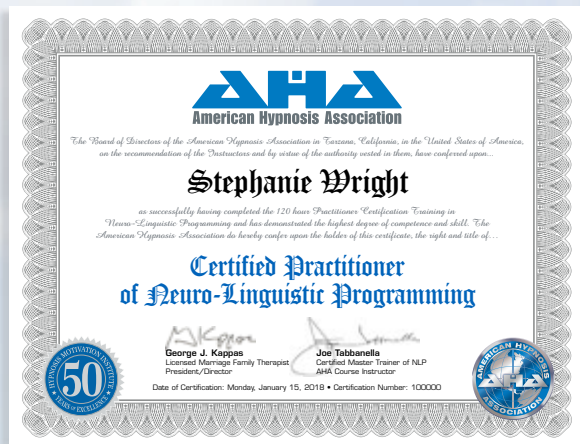 AHA
American Hypnosis Association
The Board of Directors of the American Hypnosis Association in Tarzana, California, in the United States of America,
on the recommendation of the Instructors and by virtue of the authority vested in them, have conferred upon...
Stephanie Wright
as successfully having completed the 120 hour Practitioner Certification Training in
Neuro-Linguistic Programming and has demonstrated the highest degree of competence and skill. The
American Hypnosis Association do hereby confer upon the holder of this certificate, the right and title of...
Certified Practitioner
of Neuro-Linguistic Programming
George J. Kappas
Licensed Marriage Family Therapist
President/Director
Joe Tabbanella
Certified Master Trainer of NLP
AHA Course Instructor
Date of Certification: Monday, January 15, 2018 • Certification Number: 100000
HYPNOSIS MOTIVATION INSTITUTE
50
YEARS OF EXCELLENCE
AMERICAN HYPNOSIS
AHA
ASSOCIATION